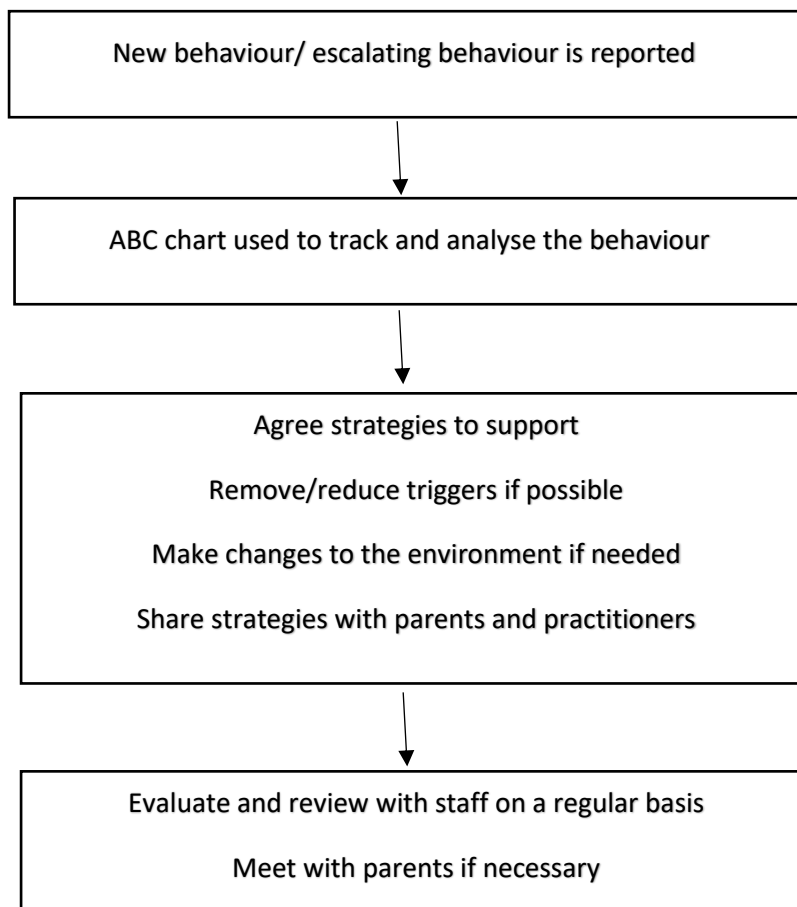 New behaviour/ escalating behaviour is reported
ABC chart used to track and analyse the behaviour
Agree strategies to support
Remove/reduce triggers if possible
Make changes to the environment if needed
Share strategies with parents and practitioners
Evaluate and review with staff on a regular basis
Meet with parents if necessary